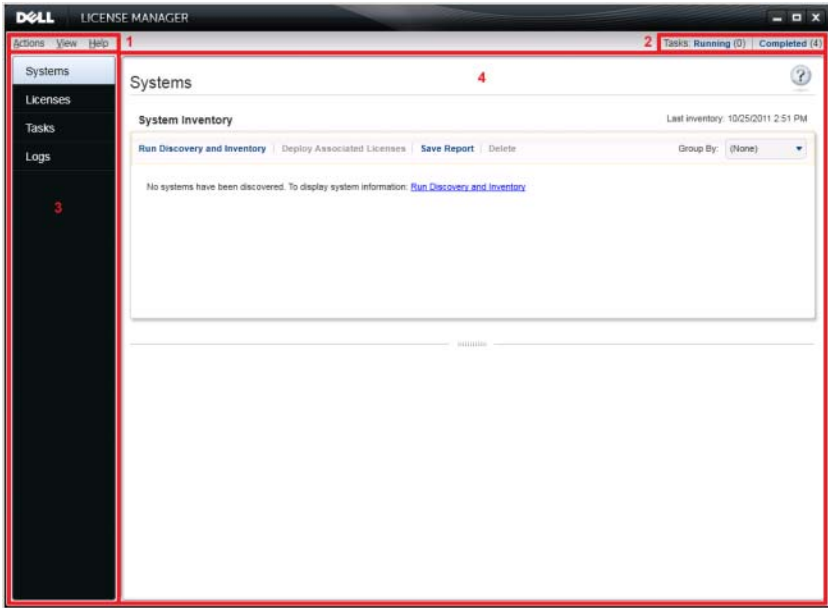 DELL LICENSE MANAGER
Actions View Help 1 2 Tasks: Running (0) Completed (4)
Systems
Licenses
Tasks
Logs
3
Systems 4 ?
System Inventory Last inventory: 10/25/2011 2:51 PM
Run Discovery and Inventory Deploy Associated Licenses Save Report Delete Group By: (None)
No systems have been discovered. To display system information: Run Discovery and Inventory